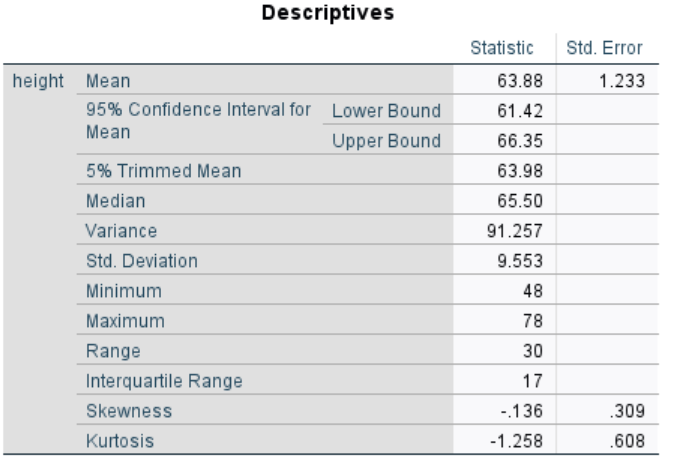 Descriptives
Statistic Std. Error
height Mean 63.88 1.233
95% Confidence Interval for Lower Bound 61.42
Mean Upper Bound 66.35
5% Trimmed Mean 63.98
Median 65.50
Variance 91.257
Std. Deviation 9.553
Minimum 48
Maximum 78
Range 30
Interquartile Range 17
Skewness -.136 .309
Kurtosis -1.258 .608